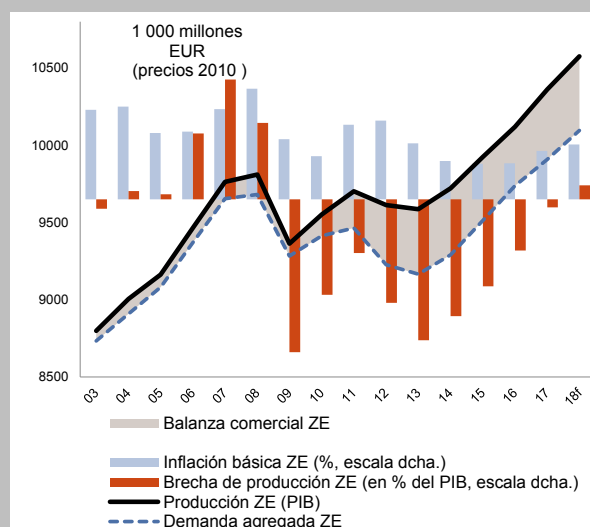 1 000 millones
EUR
(precios 2010 )
10500
10000
9500
9000
8500
03 04 05 06 07 08 09 10 11 12 13 14 15 16 17 18f
Balanza comercial ZE
Inflación básica ZE (%, escala dcha.)
Brecha de producción ZE (en % del PIB, escala dcha.)
Producción ZE (PIB)
Demanda agregada ZE